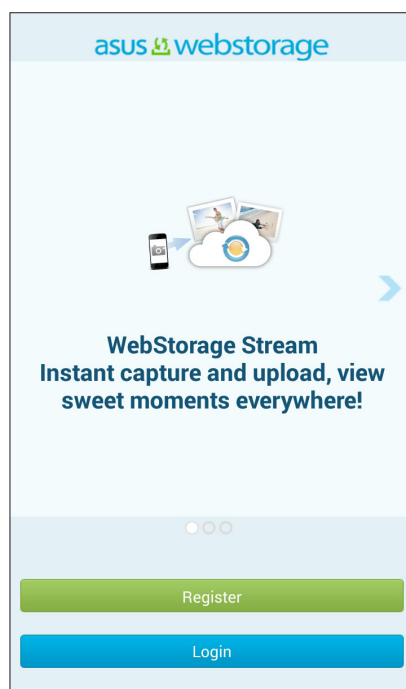 asus webstorage
WebStorage Stream
Instant capture and upload, view
sweet moments everywhere!
Register
Login